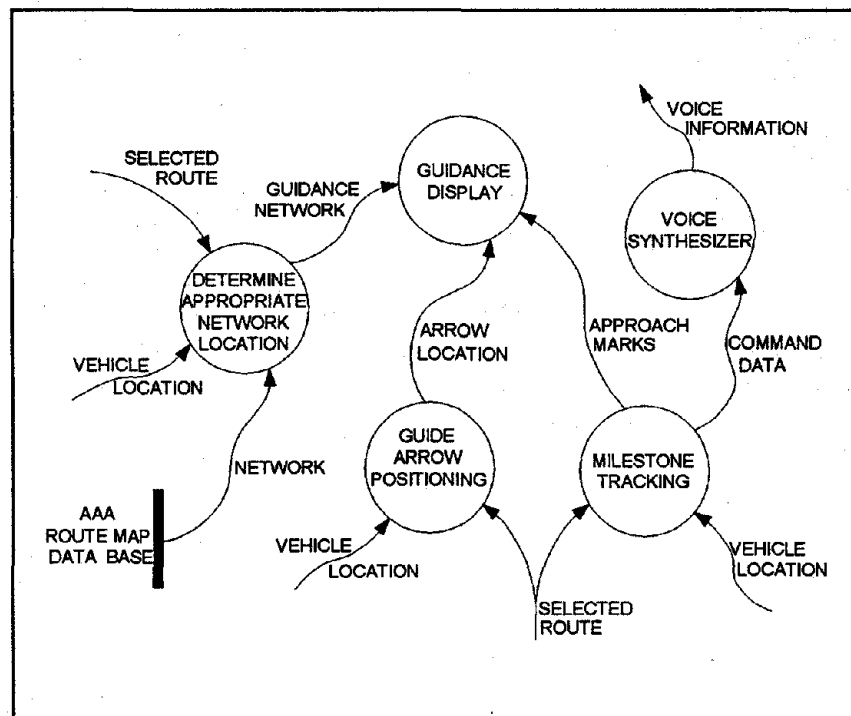 VOICE
INFORMATION
SELECTED
ROUTE
GUIDANCE
NETWORK
GUIDANCE
DISPLAY
VOICE
SYNTHESIZER
DETERMINE
APPROPRIATE
NETWORK
LOCATION
ARROW
LOCATION
APPROACH
MARKS
COMMAND
DATA
VEHICLE
LOCATION
NETWORK
GUIDE
ARROW
POSITIONING
MILESTONE
TRACKING
AAA
ROUTE MAP
DATA BASE
VEHICLE
LOCATION
VEHICLE
LOCATION
SELECTED
ROUTE